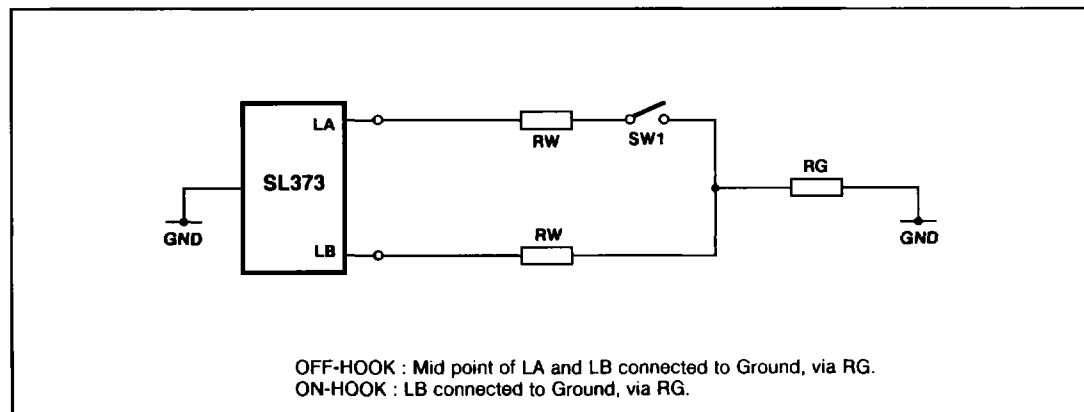 LA
RW
SW1
RG
SL373
GND
GND
LB
RW
OFF-HOOK : Mid point of LA and LB connected to Ground, via RG.
ON-HOOK : LB connected to Ground, via RG.